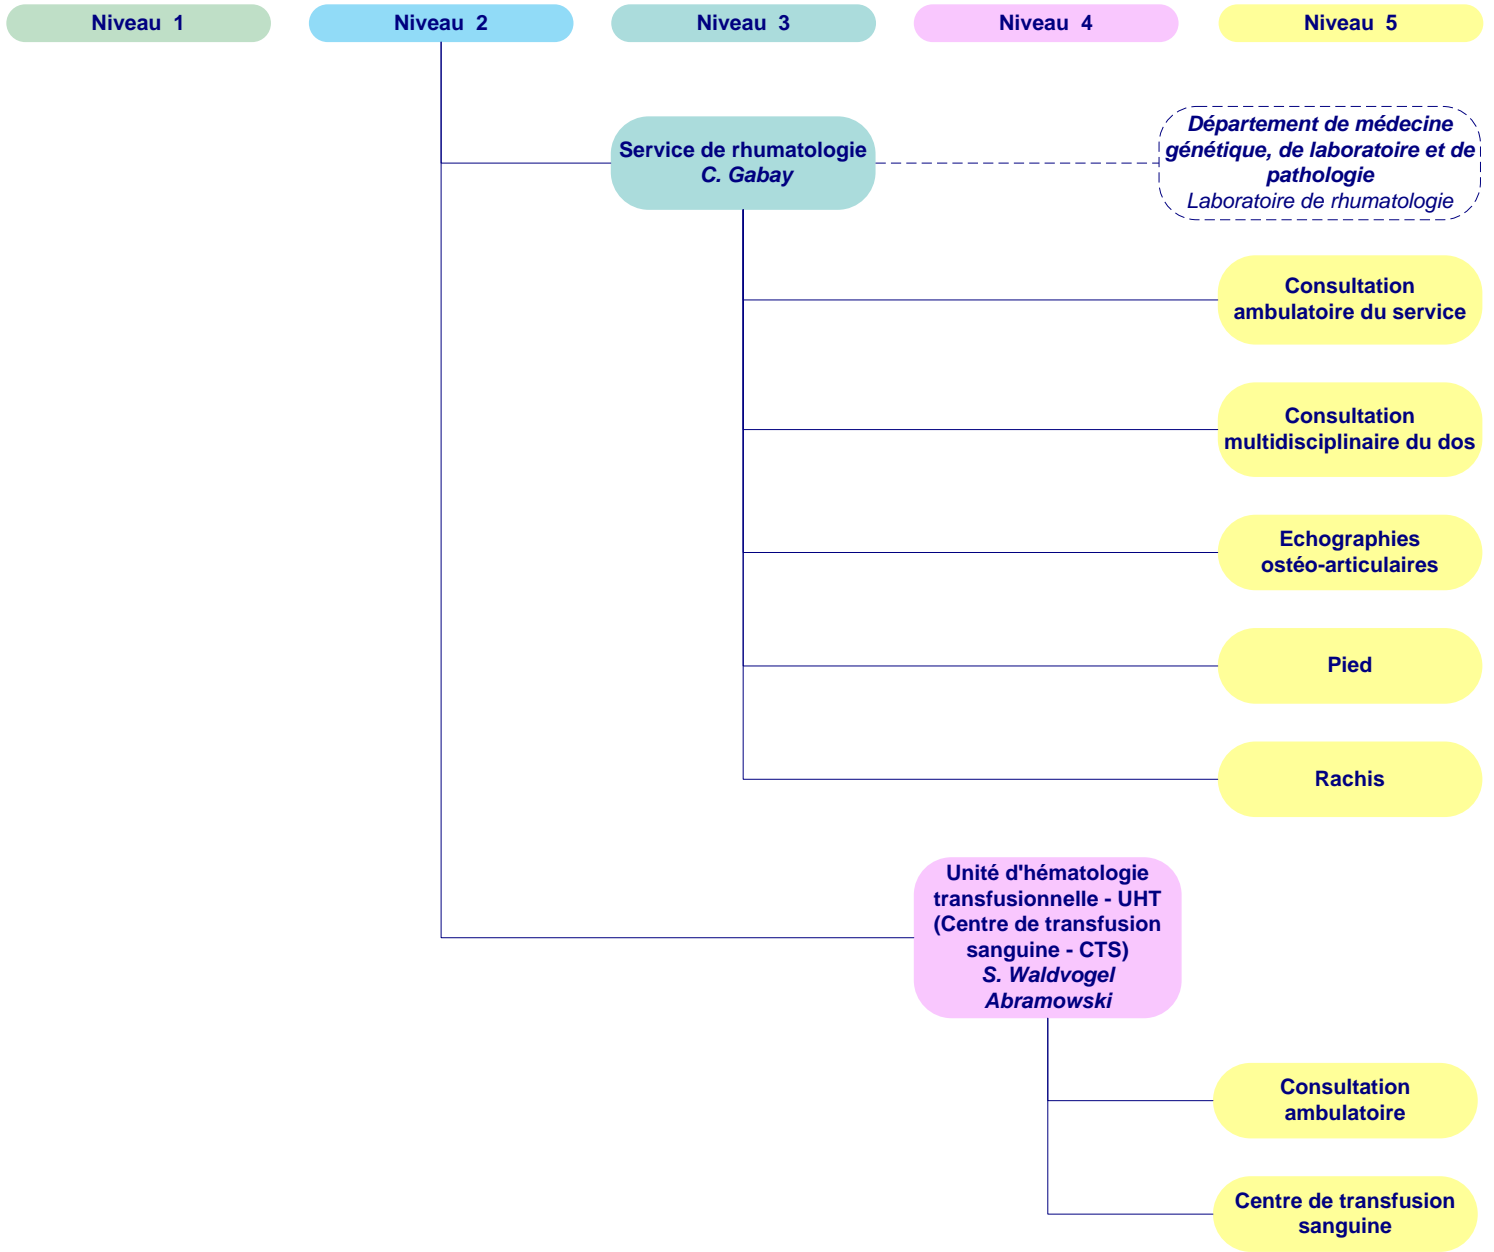 Niveau 1
Niveau 2
Niveau 3
Niveau 4
Niveau 5
Service de rhumatologie
C. Gabay
Département de médecine
génétique, de laboratoire et de
pathologie
Laboratoire de rhumatologie
Consultation
ambulatoire du service
Consultation
multidisciplinaire du dos
Echographies
ostéo-articulaires
Pied
Rachis
Unité d'hématologie
transfusionnelle - UHT
(Centre de transfusion
sanguine - CTS)
S. Waldvogel
Abramowski
Consultation
ambulatoire
Centre de transfusion
sanguine